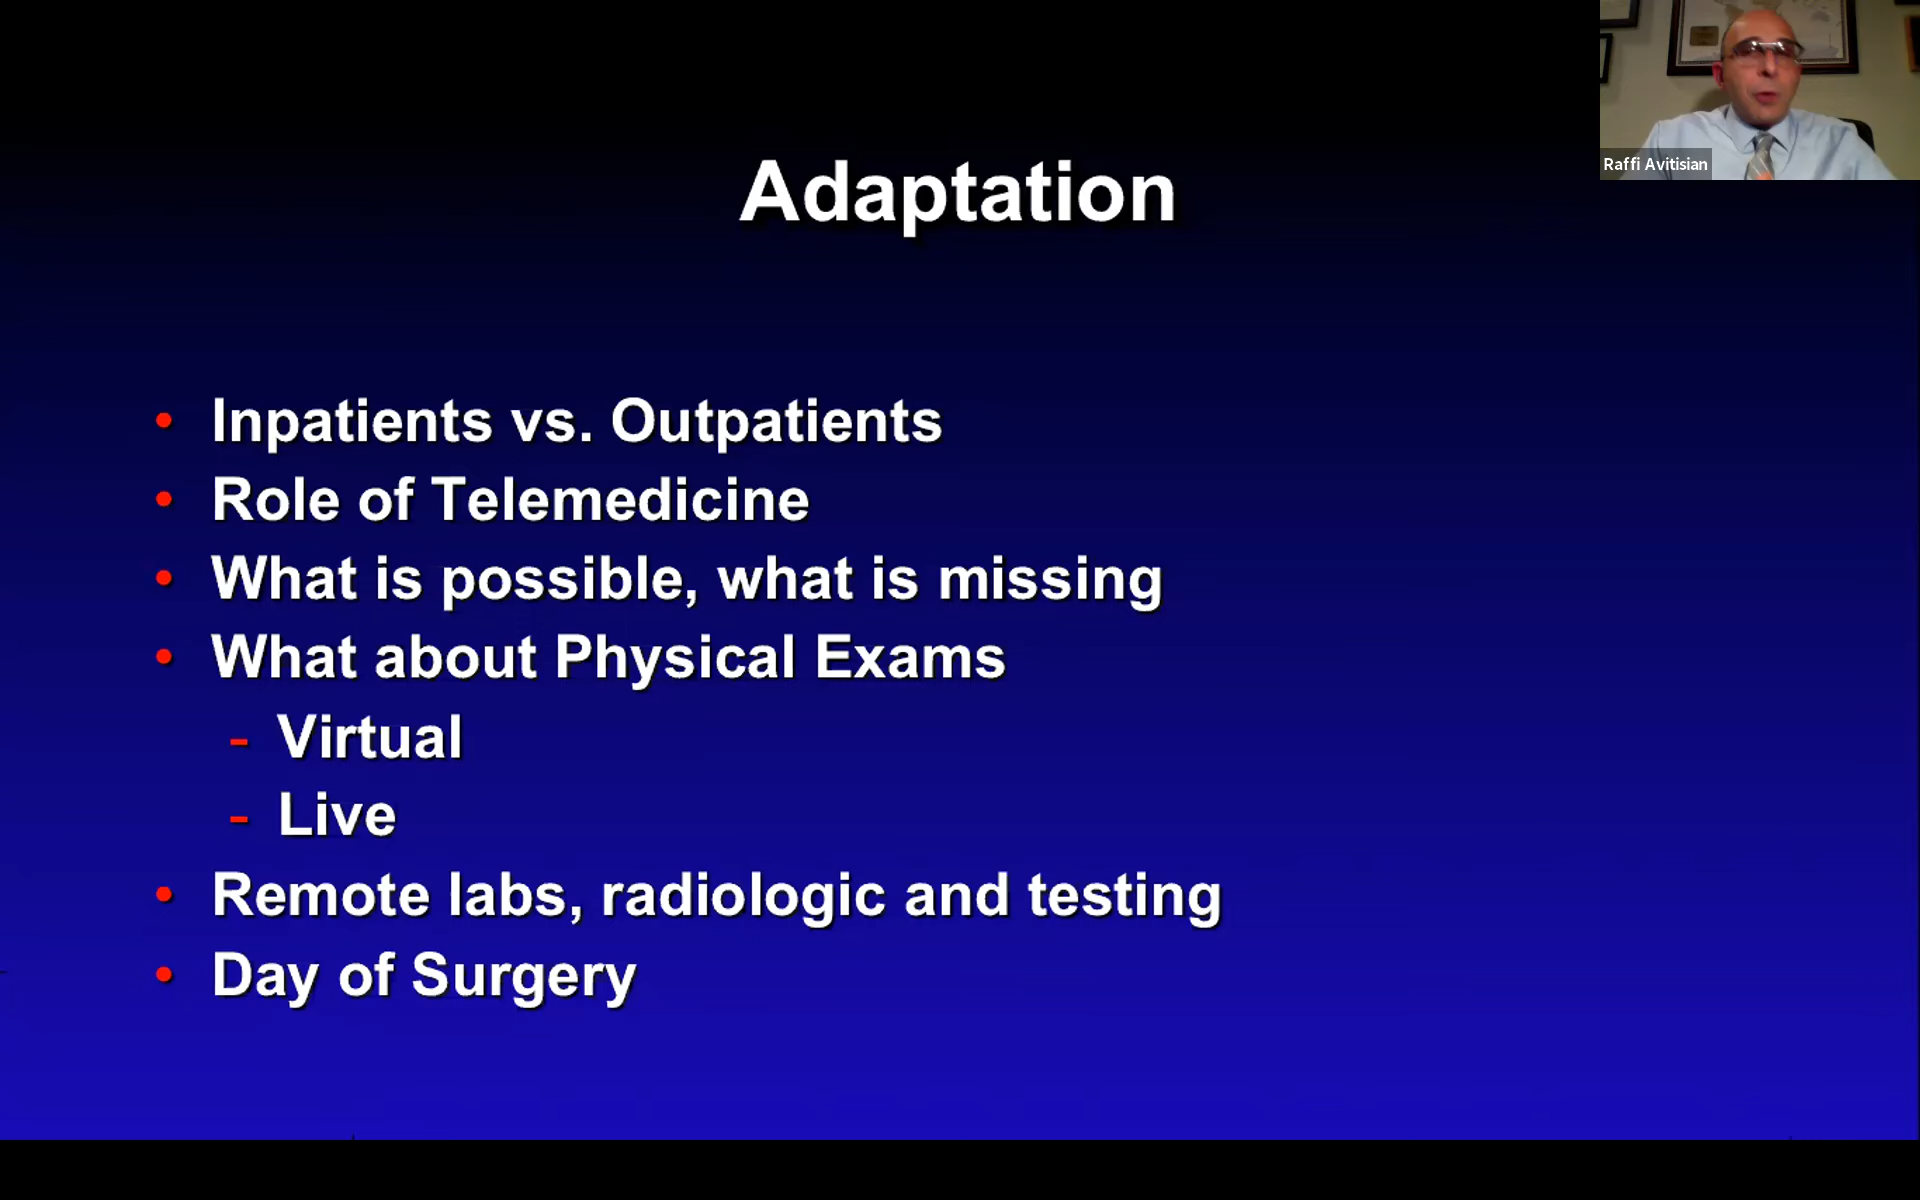 Adaptation
Raffi Avitisian
• Inpatients vs. Outpatients
• Role of Telemedicine
• What is possible, what is missing
• What about Physical Exams
- Virtual
- Live
• Remote labs, radiologic and testing
• Day of Surgery